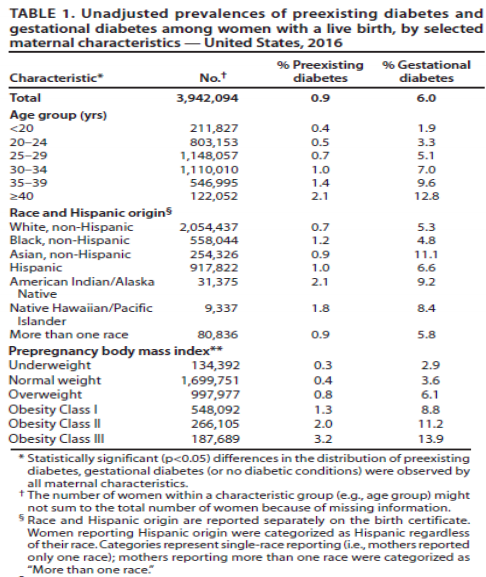 TABLE 1. Unadjusted prevalences of preexisting diabetes and
gestational diabetes among women with a live birth, by selected
maternal characteristics — United States, 2016
Characteristic* No.† % Preexisting diabetes % Gestational diabetes
Total 3,942,094 0.9 6.0
Age group (yrs)
<20 211,827 0.4 1.9
20–24 803,153 0.5 3.3
25–29 1,148,057 0.7 5.1
30–34 1,110,010 1.0 7.0
35–39 546,995 1.4 9.6
≥40 122,052 2.1 12.8
Race and Hispanic origin§
White, non-Hispanic 2,054,437 0.7 5.3
Black, non-Hispanic 558,044 1.2 4.8
Asian, non-Hispanic 254,326 0.9 11.1
Hispanic 917,822 1.0 6.6
American Indian/Alaska 31,375 2.1 9.2
Native
Native Hawaiian/Pacific 9,337 1.8 8.4
Islander
More than one race 80,836 0.9 5.8
Prepregnancy body mass index**
Underweight 134,392 0.3 2.9
Normal weight 1,699,751 0.4 3.6
Overweight 997,977 0.8 6.1
Obesity Class I 548,092 1.3 8.8
Obesity Class II 266,105 2.0 11.2
Obesity Class III 187,689 3.2 13.9
* Statistically significant (p<0.05) differences in the distribution of preexisting
diabetes, gestational diabetes (or no diabetic conditions) were observed by
all maternal characteristics.
† The number of women within a characteristic group (e.g., age group) might
not sum to the total number of women because of missing information.
§ Race and Hispanic origin are reported separately on the birth certificate.
Women reporting Hispanic origin were categorized as Hispanic regardless
of their race. Categories represent single-race reporting (i.e., mothers reported
only one race); mothers reporting more than one race were categorized as
“More than one race.”